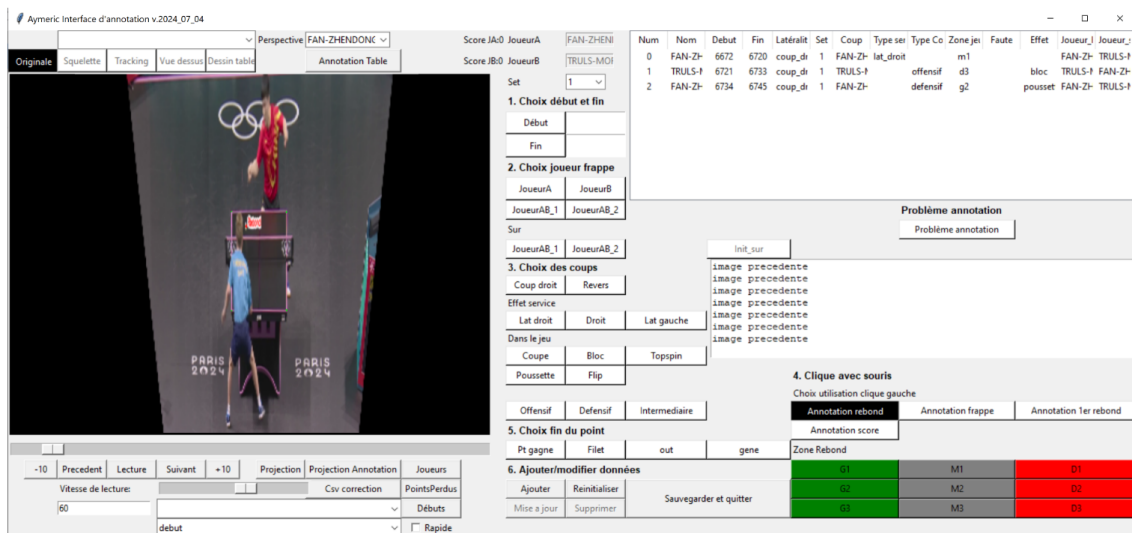 Aymeric Interface d'annotation v.2024_07_04
Perspective FAN-ZHENDONG
Originale Squelette Tracking Vue dessus Dessin table Annotation Table
PARIS 2024 PARIS 2024
-10 Precedent Lecture Suivant +10 Projection Projection Annotation Joueurs
Vitesse de lecture: Csv correction PointsPerdus
60 Débuts
debut Rapide
Score JA:0 JoueurA FAN-ZHENI
Score JB:0 JoueurB TRULS-MOI
Set 1
1. Choix début et fin
Début
Fin
2. Choix joueur frappe
JoueurA JoueurB
JoueurAB_1 JoueurAB_2
Sur
JoueurAB_1 JoueurAB_2 Init_sur
3. Choix des coups
Coup droit Revers
Effet service
Lat droit Droit Lat gauche
Dans le jeu
Coupe Bloc Topspin
Poussette Flip
Offensif Defensif Intermediaire
5. Choix fin du point
Pt gagne Filet out gene
6. Ajouter/modifier données
Ajouter Reinitialiser Sauvegarder et quitter
Mise a jour Supprimer
Num Nom Debut Fin Latéralit Set Coup Type ser Type Co Zone jeu Faute Effet Joueur_l Joueur_s
0 FAN-ZH 6672 6720 coup_dr 1 FAN-ZH lat_droit m1
1 TRULS-M 6721 6733 coup_dr 1 TRULS-M offensif d3 bloc TRULS-M FAN-ZH
2 FAN-ZH 6734 6745 coup_dr 1 FAN-ZH defensif g2 pousset FAN-ZH TRULS-M
Problème annotation
Problème annotation
image precedente
image precedente
image precedente
image precedente
image precedente
image precedente
image precedente
4. Clique avec souris
Choix utilisation clique gauche
Annotation rebond Annotation frappe Annotation 1er rebond
Annotation score
Zone Rebond
G1 M1 D1
G2 M2 D2
G3 M3 D3